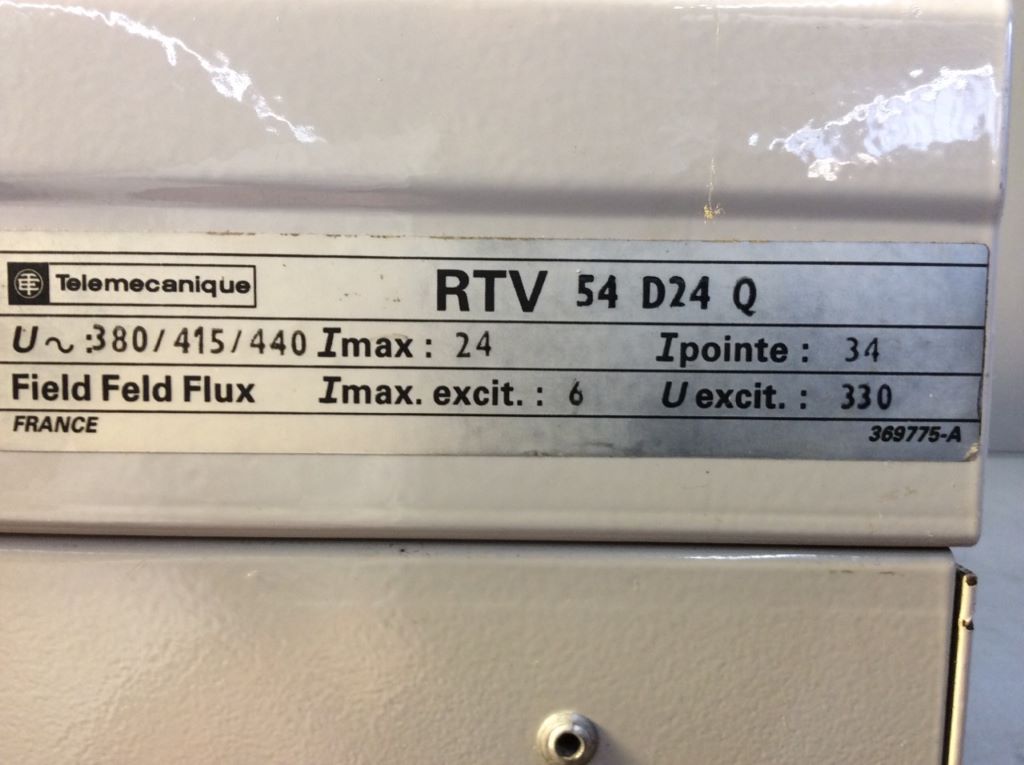 TE Telemecanique RTV 54 D24 Q
U ~ :380/415/440 Imax : 24 Ipointe : 34
Field Feld Flux Imax. excit. : 6 U excit. : 330
FRANCE 369775-A